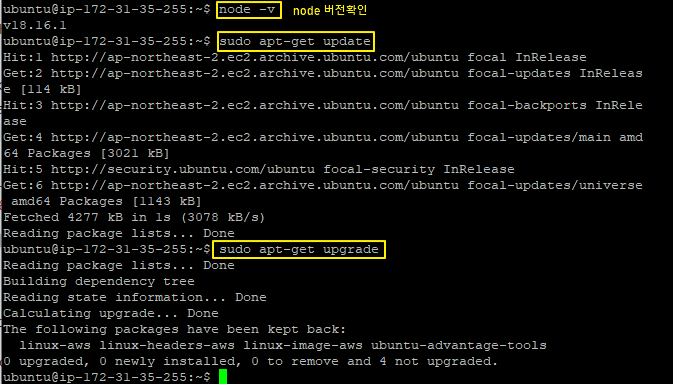 ubuntu@ip-172-31-35-255:~$ node -v node 버전확인
v18.16.1
ubuntu@ip-172-31-35-255:~$ sudo apt-get update
Hit:1 http://ap-northeast-2.ec2.archive.ubuntu.com/ubuntu focal InRelease
Get:2 http://ap-northeast-2.ec2.archive.ubuntu.com/ubuntu focal-updates InReleas
e [114 kB]
Hit:3 http://ap-northeast-2.ec2.archive.ubuntu.com/ubuntu focal-backports InRele
ase
Get:4 http://ap-northeast-2.ec2.archive.ubuntu.com/ubuntu focal-updates/main amd
64 Packages [3021 kB]
Hit:5 http://security.ubuntu.com/ubuntu focal-security InRelease
Get:6 http://ap-northeast-2.ec2.archive.ubuntu.com/ubuntu focal-updates/universe
 amd64 Packages [1143 kB]
Fetched 4277 kB in 1s (3078 kB/s)
Reading package lists... Done
ubuntu@ip-172-31-35-255:~$ sudo apt-get upgrade
Reading package lists... Done
Building dependency tree
Reading state information... Done
Calculating upgrade... Done
The following packages have been kept back:
  linux-aws linux-headers-aws linux-image-aws ubuntu-advantage-tools
0 upgraded, 0 newly installed, 0 to remove and 4 not upgraded.
ubuntu@ip-172-31-35-255:~$